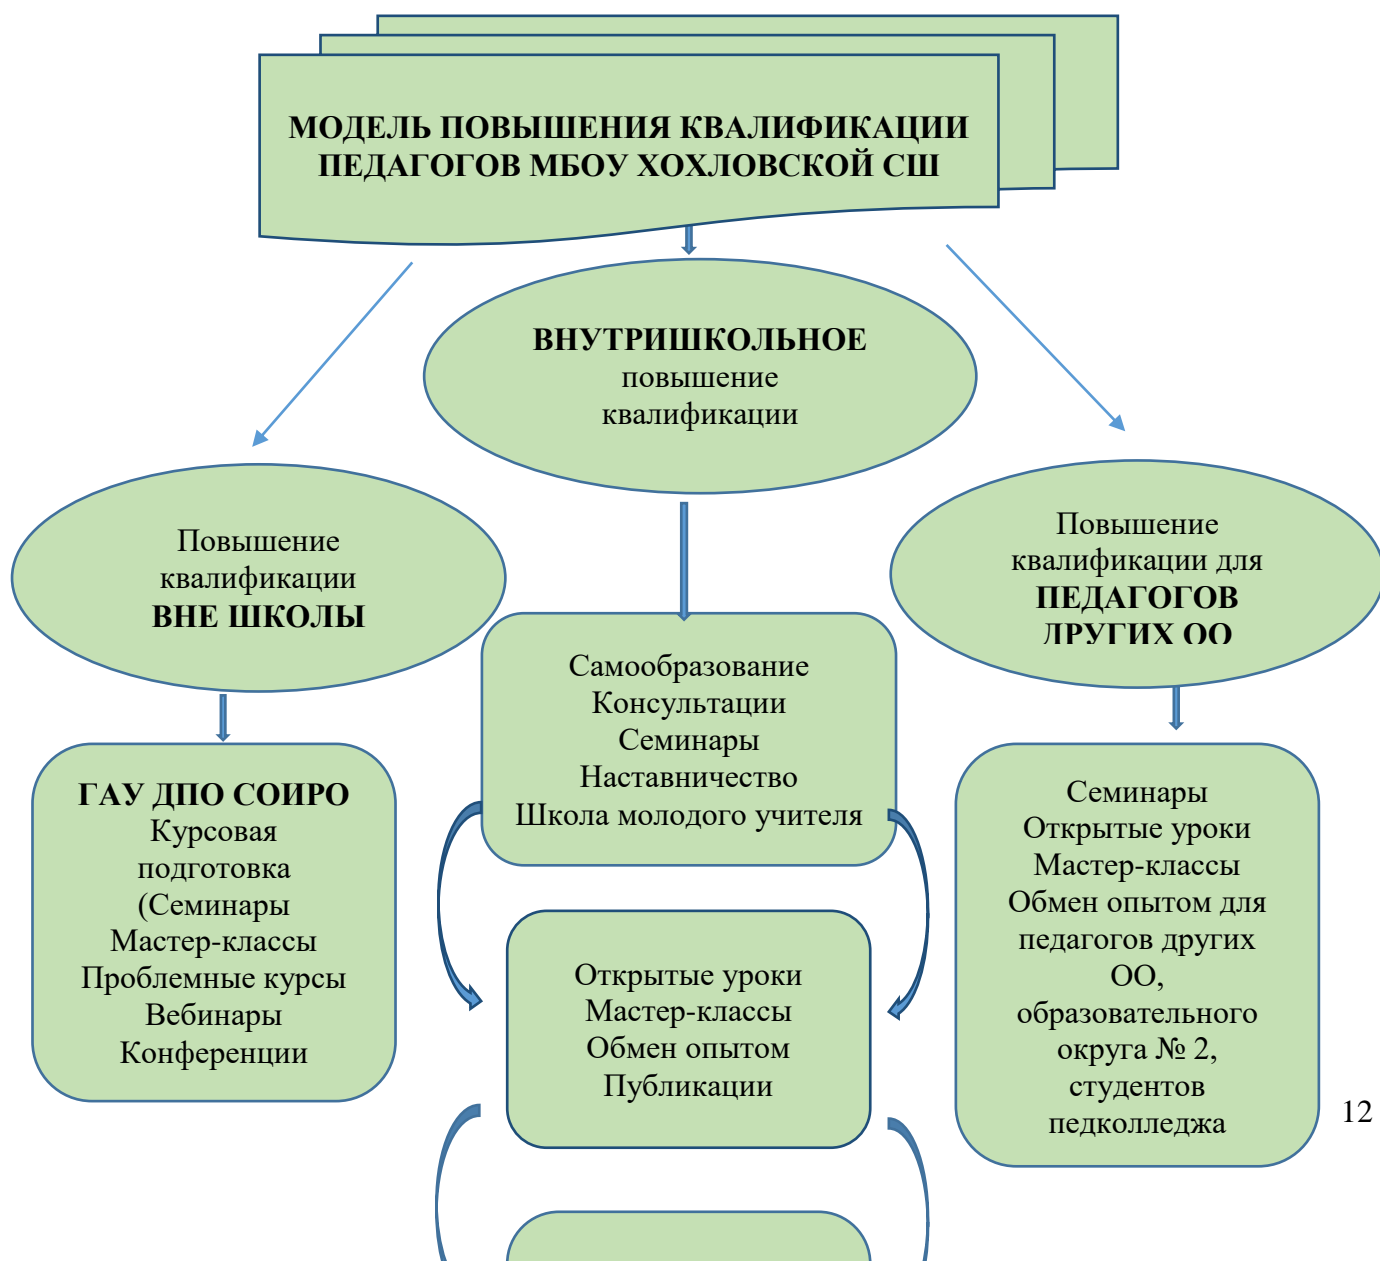 МОДЕЛЬ ПОВЫШЕНИЯ КВАЛИФИКАЦИИ
ПЕДАГОГОВ МБОУ ХОХЛОВСКОЙ СШ
ВНУТРИШКОЛЬНОЕ
повышение
квалификации
Повышение
квалификации
ВНЕ ШКОЛЫ
Повышение
квалификации для
ПЕДАГОГОВ
ДРУГИХ ОО
Самообразование
Консультации
Семинары
Наставничество
Школа молодого учителя
ГАУ ДПО СОИРО
Курсовая
подготовка
(Семинары
Мастер-классы
Проблемные курсы
Вебинары
Конференции
Открытые уроки
Мастер-классы
Обмен опытом
Публикации
Семинары
Открытые уроки
Мастер-классы
Обмен опытом для
педагогов других
ОО,
образовательного
округа № 2,
студентов
педколледжа
12